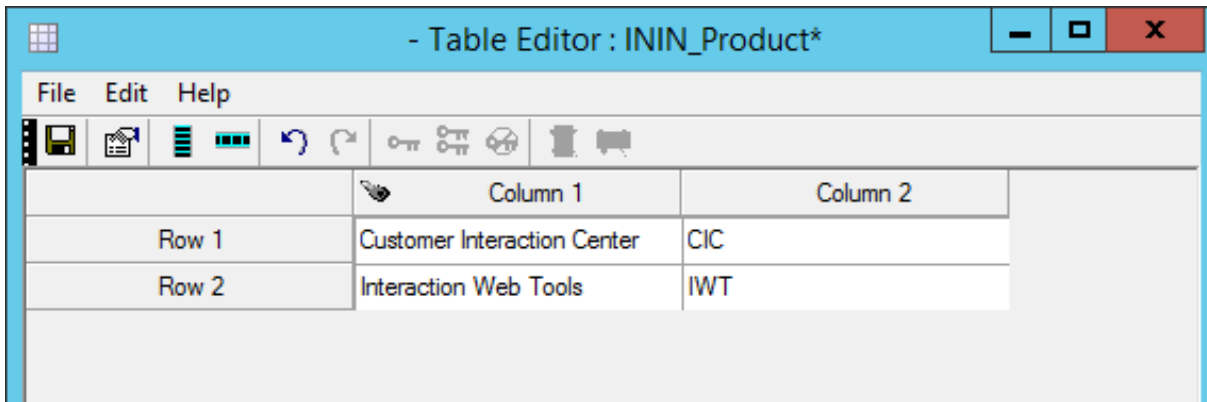 - Table Editor : ININ_Product*
File Edit Help
Column 1 Column 2
Row 1 Customer Interaction Center CIC
Row 2 Interaction Web Tools IWT